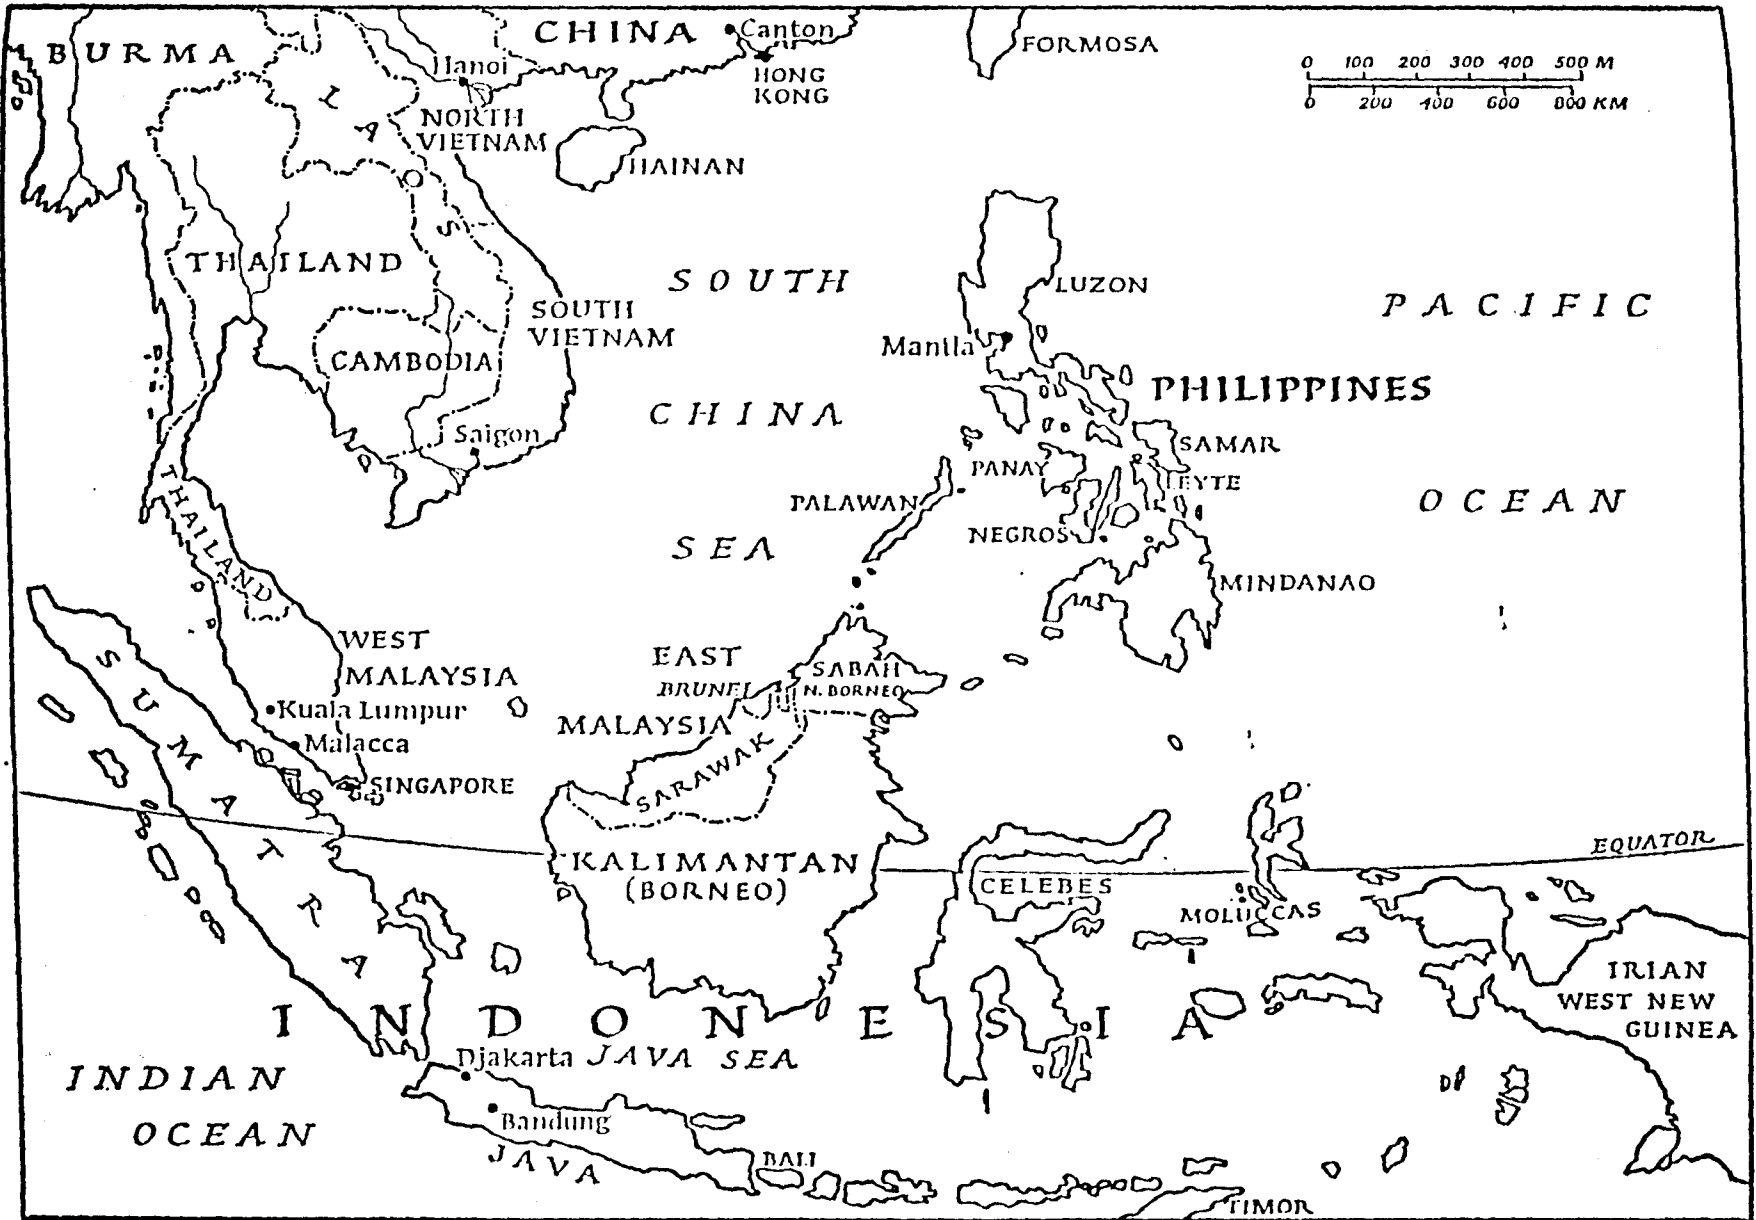 BURMA
CHINA
Canton
FORMOSA
HONG
KONG
Hanoi
0 100 200 300 400 500 M
0 200 400 600 800 KM
LAOS
NORTH
VIETNAM
HAINAN
THAILAND
SOUTH
CHINA
SEA
LUZON
PACIFIC
OCEAN
SOUTH
VIETNAM
Manila
CAMBODIA
PHILIPPINES
Saigon
SAMAR
PANAY
LEYTE
PALAWAN
NEGROS
THAILAND
MINDANAO
WEST
MALAYSIA
EAST
MALAYSIA
BRUNEI
SABAH
N. BORNEO
SUMATRA
Kuala Lumpur
Malacca
SINGAPORE
SARAWAK
EQUATOR
KALIMANTAN
(BORNEO)
CELEBES
MOLUCCAS
IRIAN
WEST NEW
GUINEA
INDONESIA
Djakarta
JAVA SEA
INDIAN
OCEAN
Bandung
JAVA
BALI
TIMOR